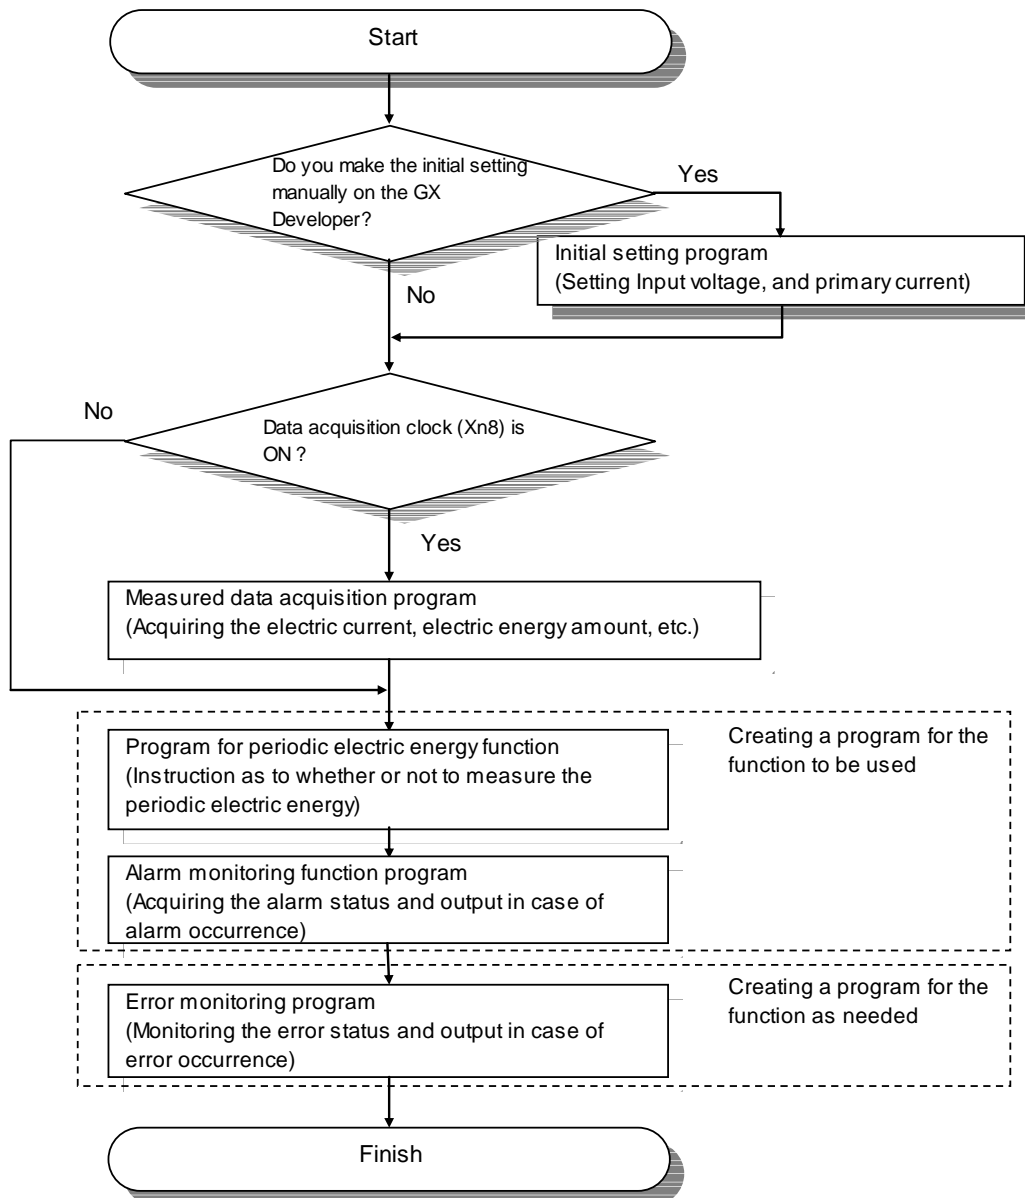 Start
Do you make the initial setting
manually on the GX
Developer?
Yes
Initial setting program
(Setting Input voltage, and primary current)
No
No
Data acquisition clock (Xn8) is
ON ?
Yes
Measured data acquisition program
(Acquiring the electric current, electric energy amount, etc.)
Program for periodic electric energy function
(Instruction as to whether or not to measure the
periodic electric energy)
Creating a program for the
function to be used
Alarm monitoring function program
(Acquiring the alarm status and output in case of
alarm occurrence)
Error monitoring program
(Monitoring the error status and output in case of
error occurrence)
Creating a program for the
function as needed
Finish